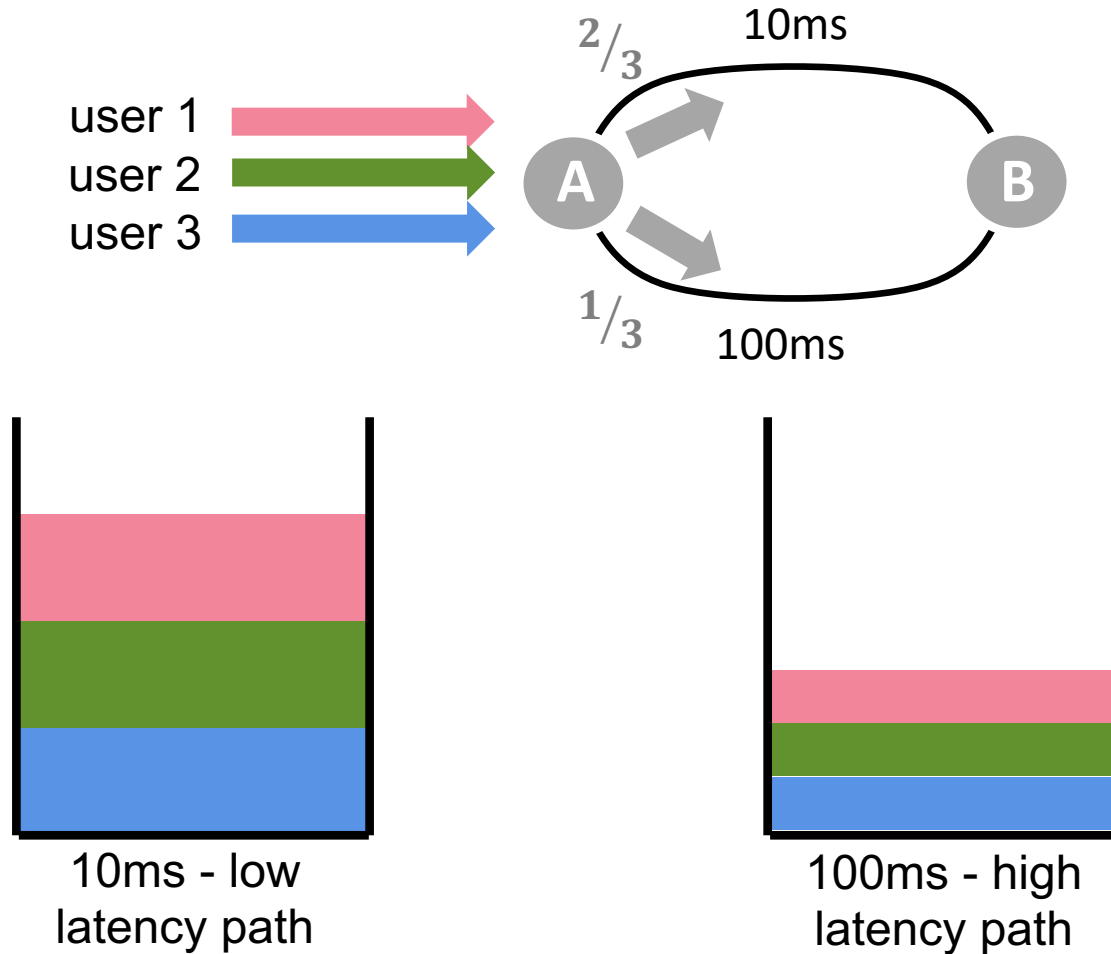 10ms
2/3
user 1
user 2
user 3
A
B
1/3
100ms
10ms - low
latency path
100ms - high
latency path